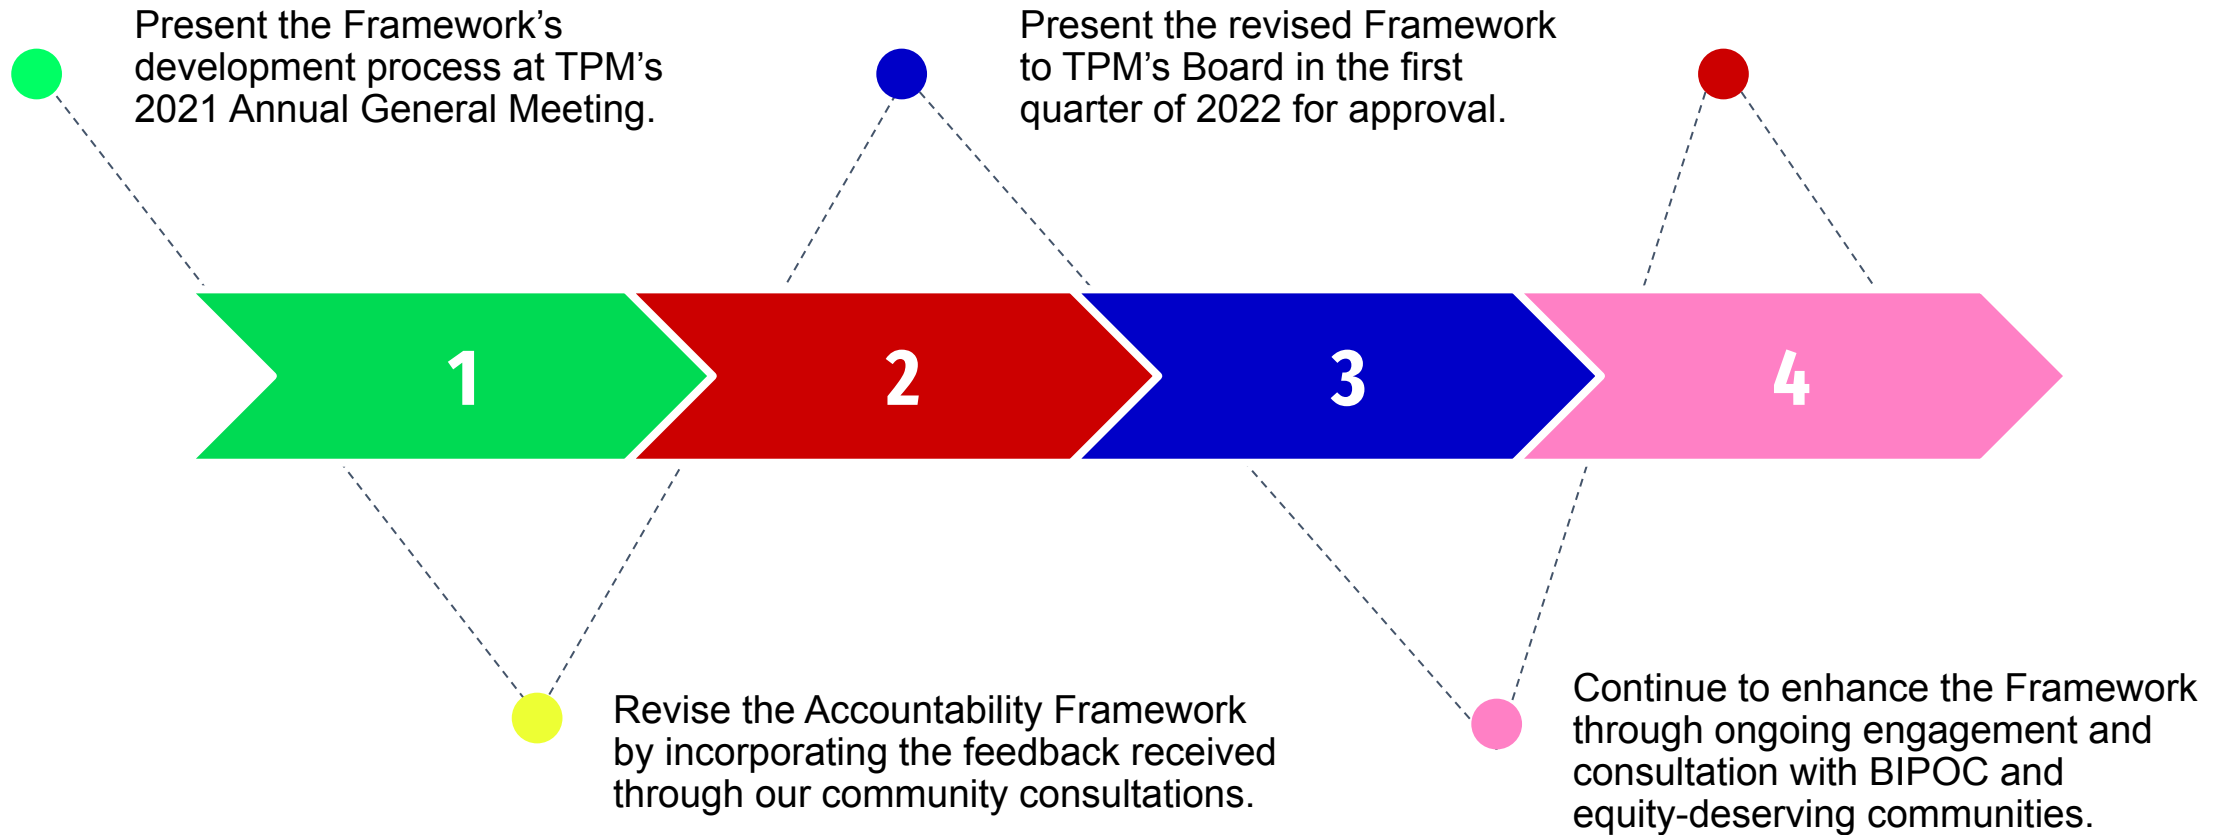 Present the Framework’s
development process at TPM’s
2021 Annual General Meeting.
Present the revised Framework
to TPM’s Board in the first
quarter of 2022 for approval.
1
2
3
4
Revise the Accountability Framework
by incorporating the feedback received
through our community consultations.
Continue to enhance the Framework
through ongoing engagement and
consultation with BIPOC and
equity-deserving communities.